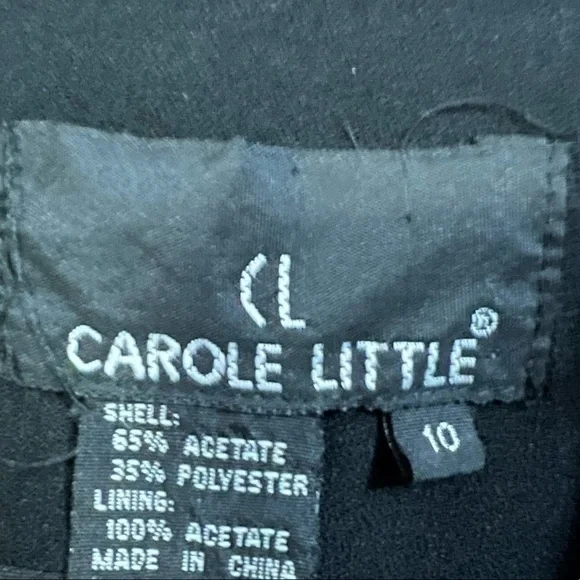 CL
CAROLE LITTLE®
SHELL:
65% ACETATE
35% POLYESTER
LINING:
100% ACETATE
MADE IN CHINA
10